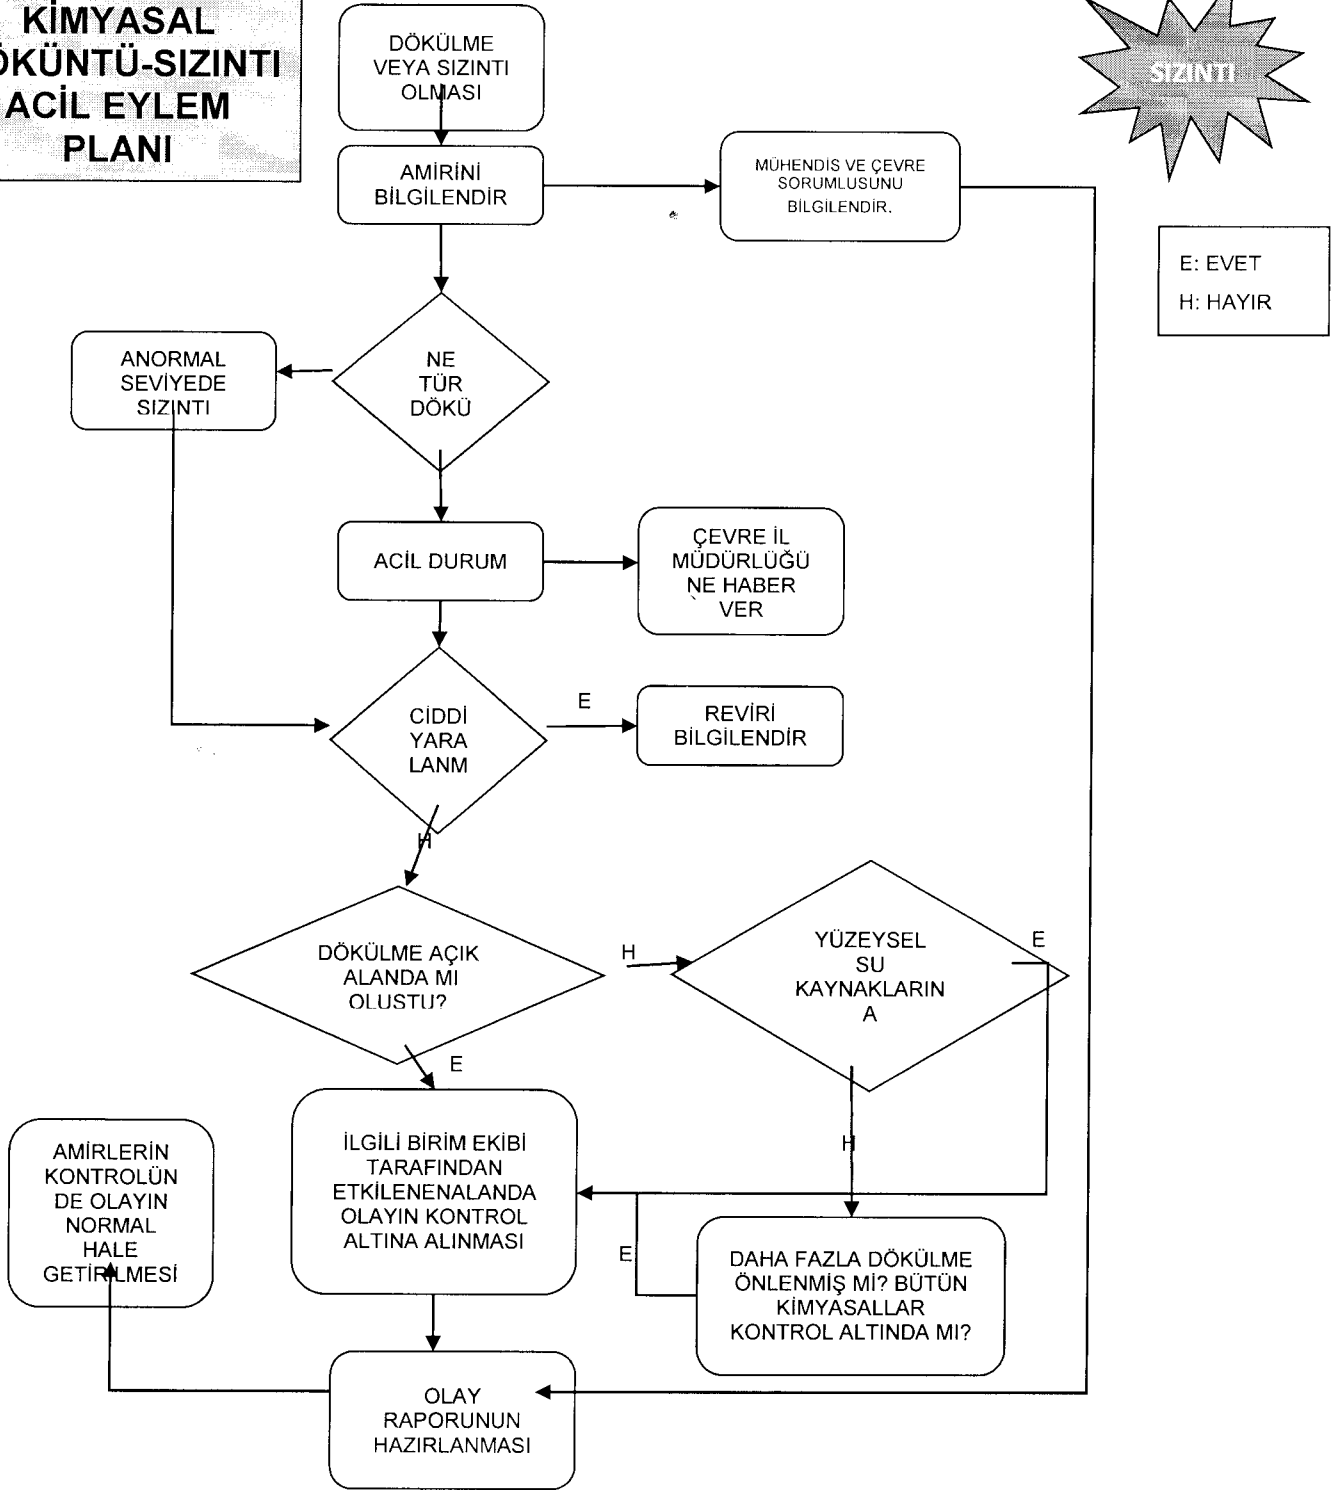 KİMYASAL
ÖKÜNTÜ-SIZINTI
ACİL EYLEM
PLANI
DÖKÜLME
VEYA SIZINTI
OLMASI
SIZINTI
AMİRİNİ
BİLGİLENDİR
MÜHENDİS VE ÇEVRE
SORUMLUSUNU
BİLGİLENDİR.
E: EVET
H: HAYIR
ANORMAL
SEVİYEDE
SIZINTI
NE
TÜR
DÖKÜ
ACİL DURUM
ÇEVRE İL
MÜDÜRLÜĞÜ
NE HABER
VER
CİDDİ
YARA
LANM
E
REVİRİ
BİLGİLENDİR
H
DÖKÜLME AÇIK
ALANDA MI
OLUSTU?
H
YÜZEYSEL
SU
KAYNAKLARIN
A
E
E
AMİRLERİN
KONTROLÜN
DE OLAYIN
NORMAL
HALE
GETİRİLMESİ
İLGİLİ BİRİM EKİBİ
TARAFINDAN
ETKİLENENALANDA
OLAYIN KONTROL
ALTINA ALINMASI
H
E
DAHA FAZLA DÖKÜLME
ÖNLENMİŞ Mİ? BÜTÜN
KİMYASALLAR
KONTROL ALTINDA MI?
OLAY
RAPORUNUN
HAZIRLANMASI